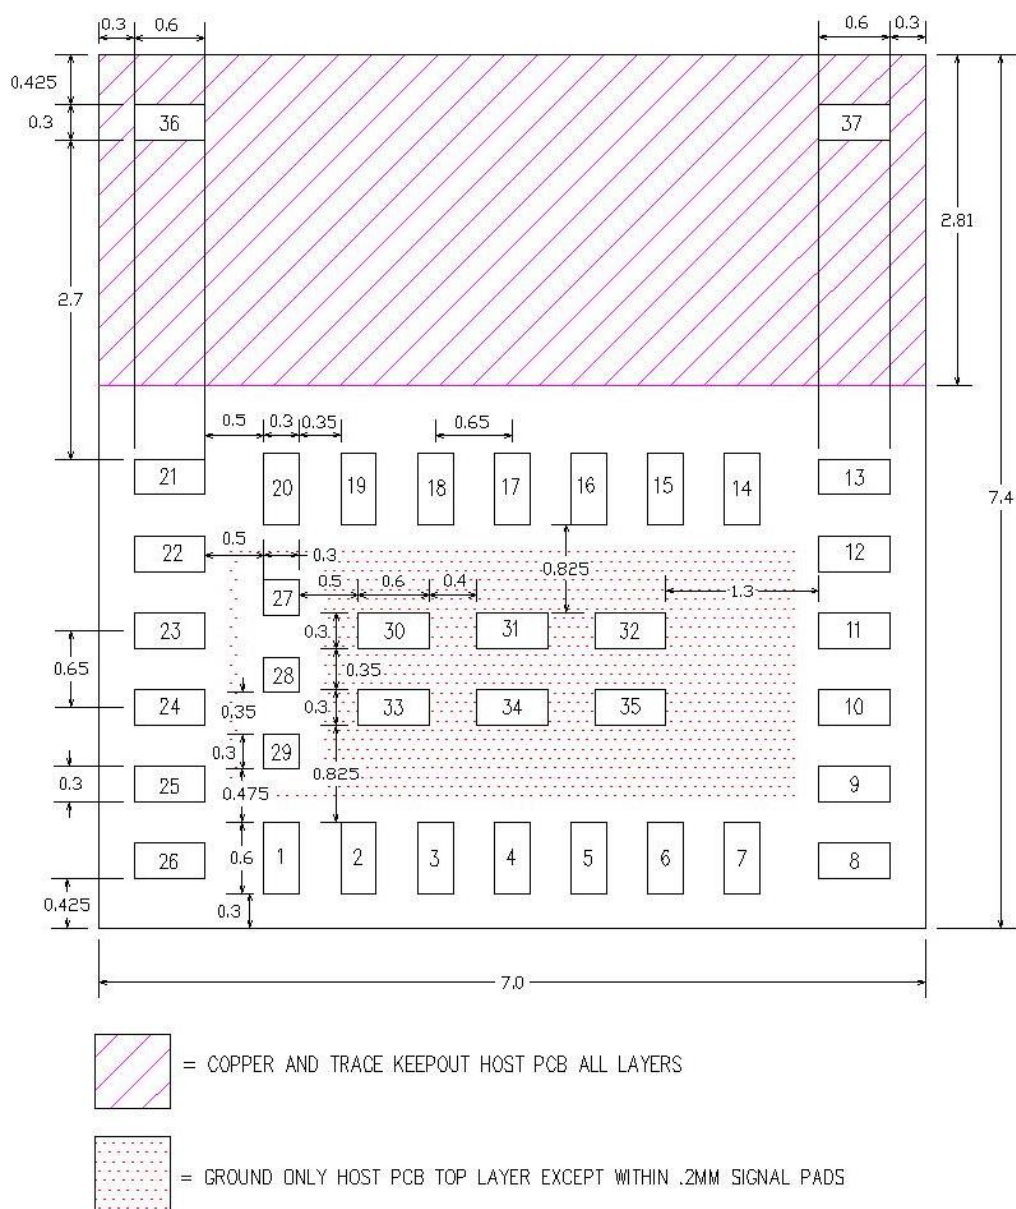 0.3 0.6 0.6 0.3
0.425
0.3 36 37
2.81
2.7
0.5 0.3 0.35 0.65
21 20 19 18 17 16 15 14 13
7.4
22 0.5 0.3 0.825 12
27 0.5 0.6 0.4 1.3
23 0.3 30 31 32 11
0.65 28 0.35
24 0.35 0.3 33 34 35 10
0.3 29
0.3 25 0.475 0.825 9
26 0.6 1 2 3 4 5 6 7 8
0.425 0.3
7.0
= COPPER AND TRACE KEEPOUT HOST PCB ALL LAYERS
= GROUND ONLY HOST PCB TOP LAYER EXCEPT WITHIN .2MM SIGNAL PADS